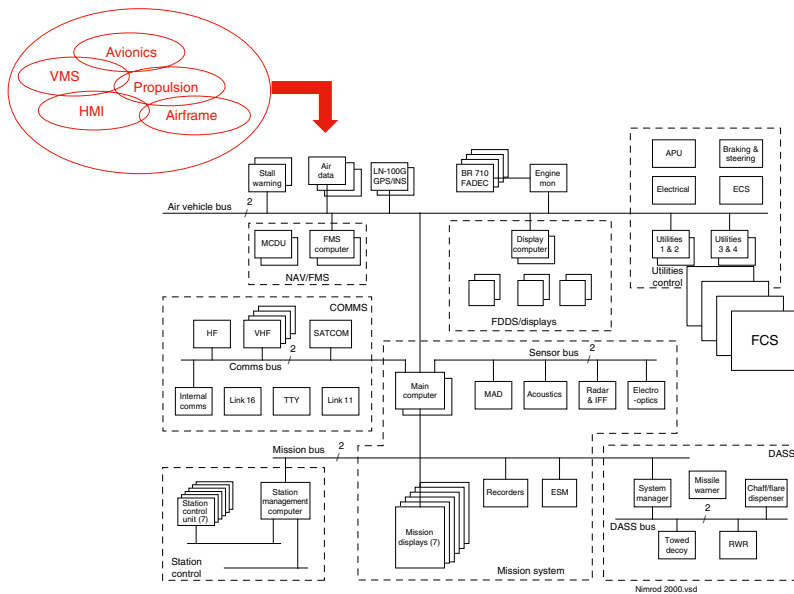 Avionics
VMS
Propulsion
HMI
Airframe
Stall
warning
Air
data
LN-100G
GPS/INS
BR 710
FADEC
Engine
mon
APU
Braking &
steering
Electrical
ECS
Air vehicle bus
2
MCDU
FMS
computer
NAV/FMS
Display
computer
FDDS/displays
Utilities
1 & 2
Utilities
3 & 4
Utilities
control
FCS
COMMS
HF
VHF
SATCOM
Comms bus
2
Internal
comms
Link 16
TTY
Link 11
Main
computer
Sensor bus
2
MAD
Acoustics
Radar
& IFF
Electro
-optics
Mission bus
2
Station
control
unit (7)
Station
management
computer
Station
control
Mission
displays (7)
Recorders
ESM
Mission system
DASS
System
manager
Missile
warner
Chaff/flare
dispenser
DASS bus
2
Towed
decoy
RWR
Nimrod 2000.vsd